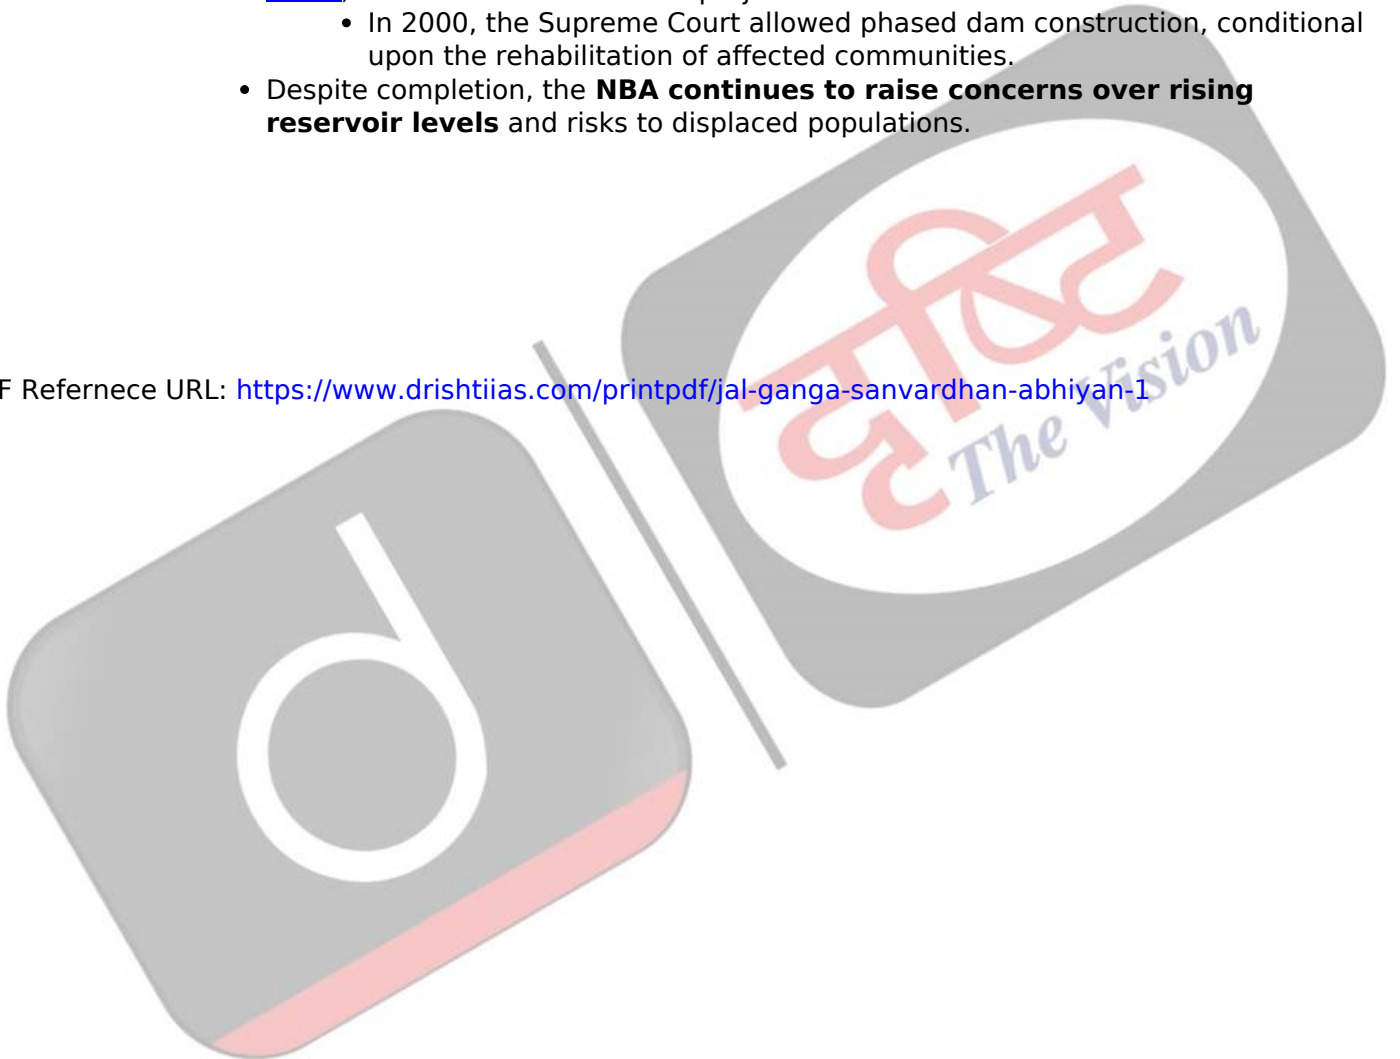 In 2000, the Supreme Court allowed phased dam construction, conditional
upon the rehabilitation of affected communities.
Despite completion, the NBA continues to raise concerns over rising
reservoir levels and risks to displaced populations.
F Refernece URL: https://www.drishtiias.com/printpdf/jal-ganga-sanvardhan-abhiyan-1
दृष्टि
The Vision
d